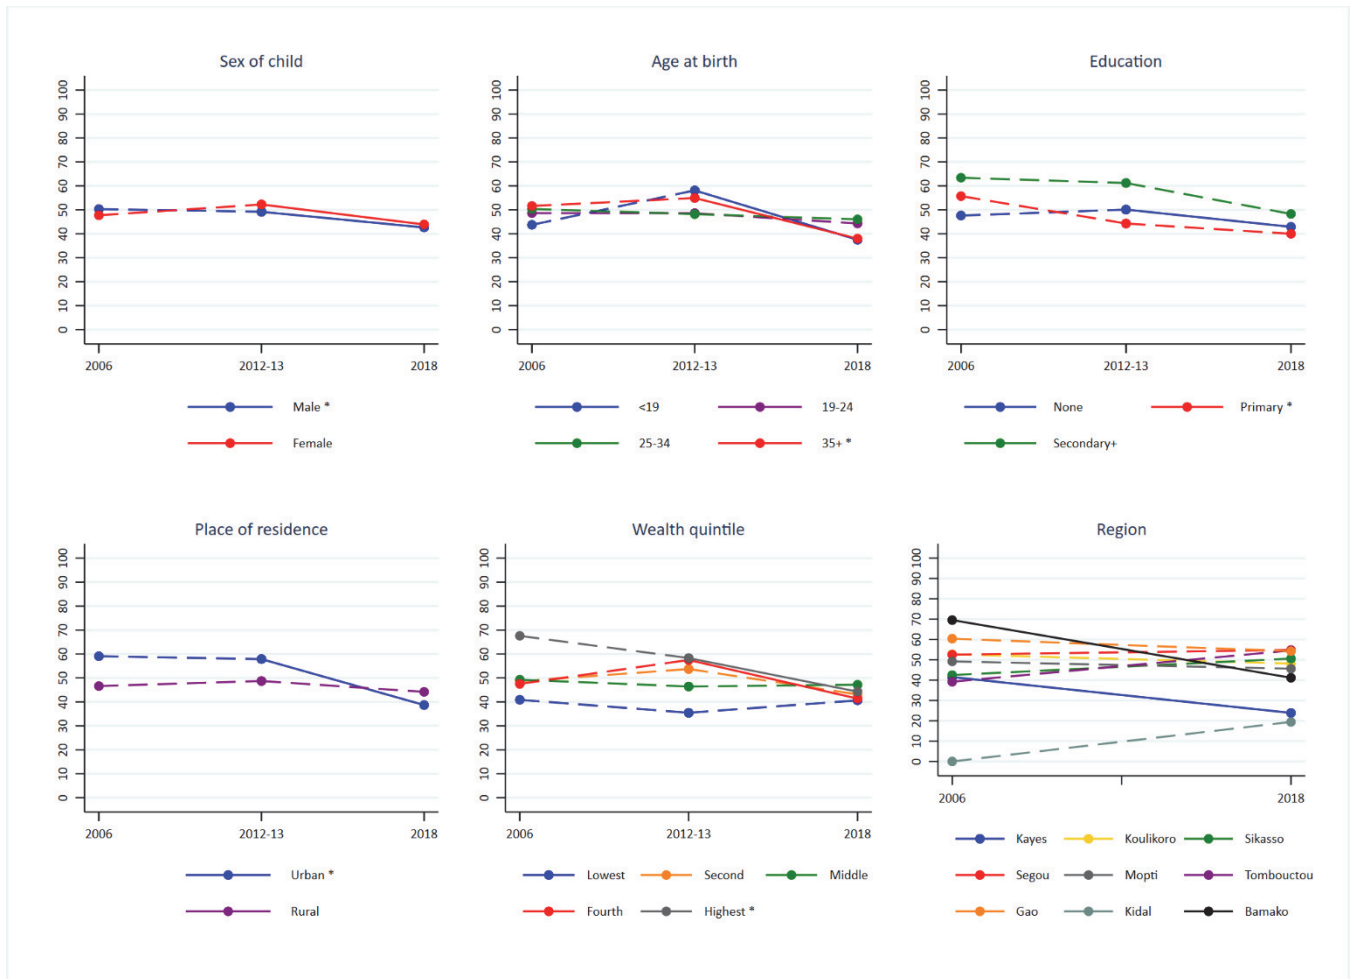 Sex of child
100
90
80
70
60
50
40
30
20
10
0
2006 2012-13 2018
Male *
Female
Age at birth
100
90
80
70
60
50
40
30
20
10
0
2006 2012-13 2018
<19 19-24
25-34 35+ *
Education
100
90
80
70
60
50
40
30
20
10
0
2006 2012-13 2018
None Primary *
Secondary+
Place of residence
100
90
80
70
60
50
40
30
20
10
0
2006 2012-13 2018
Urban *
Rural
Wealth quintile
100
90
80
70
60
50
40
30
20
10
0
2006 2012-13 2018
Lowest Second Middle
Fourth Highest *
Region
100
90
80
70
60
50
40
30
20
10
0
2006 2018
Kayes Koulikoro Sikasso
Segou Mopti Tombouctou
Gao Kidal Bamako